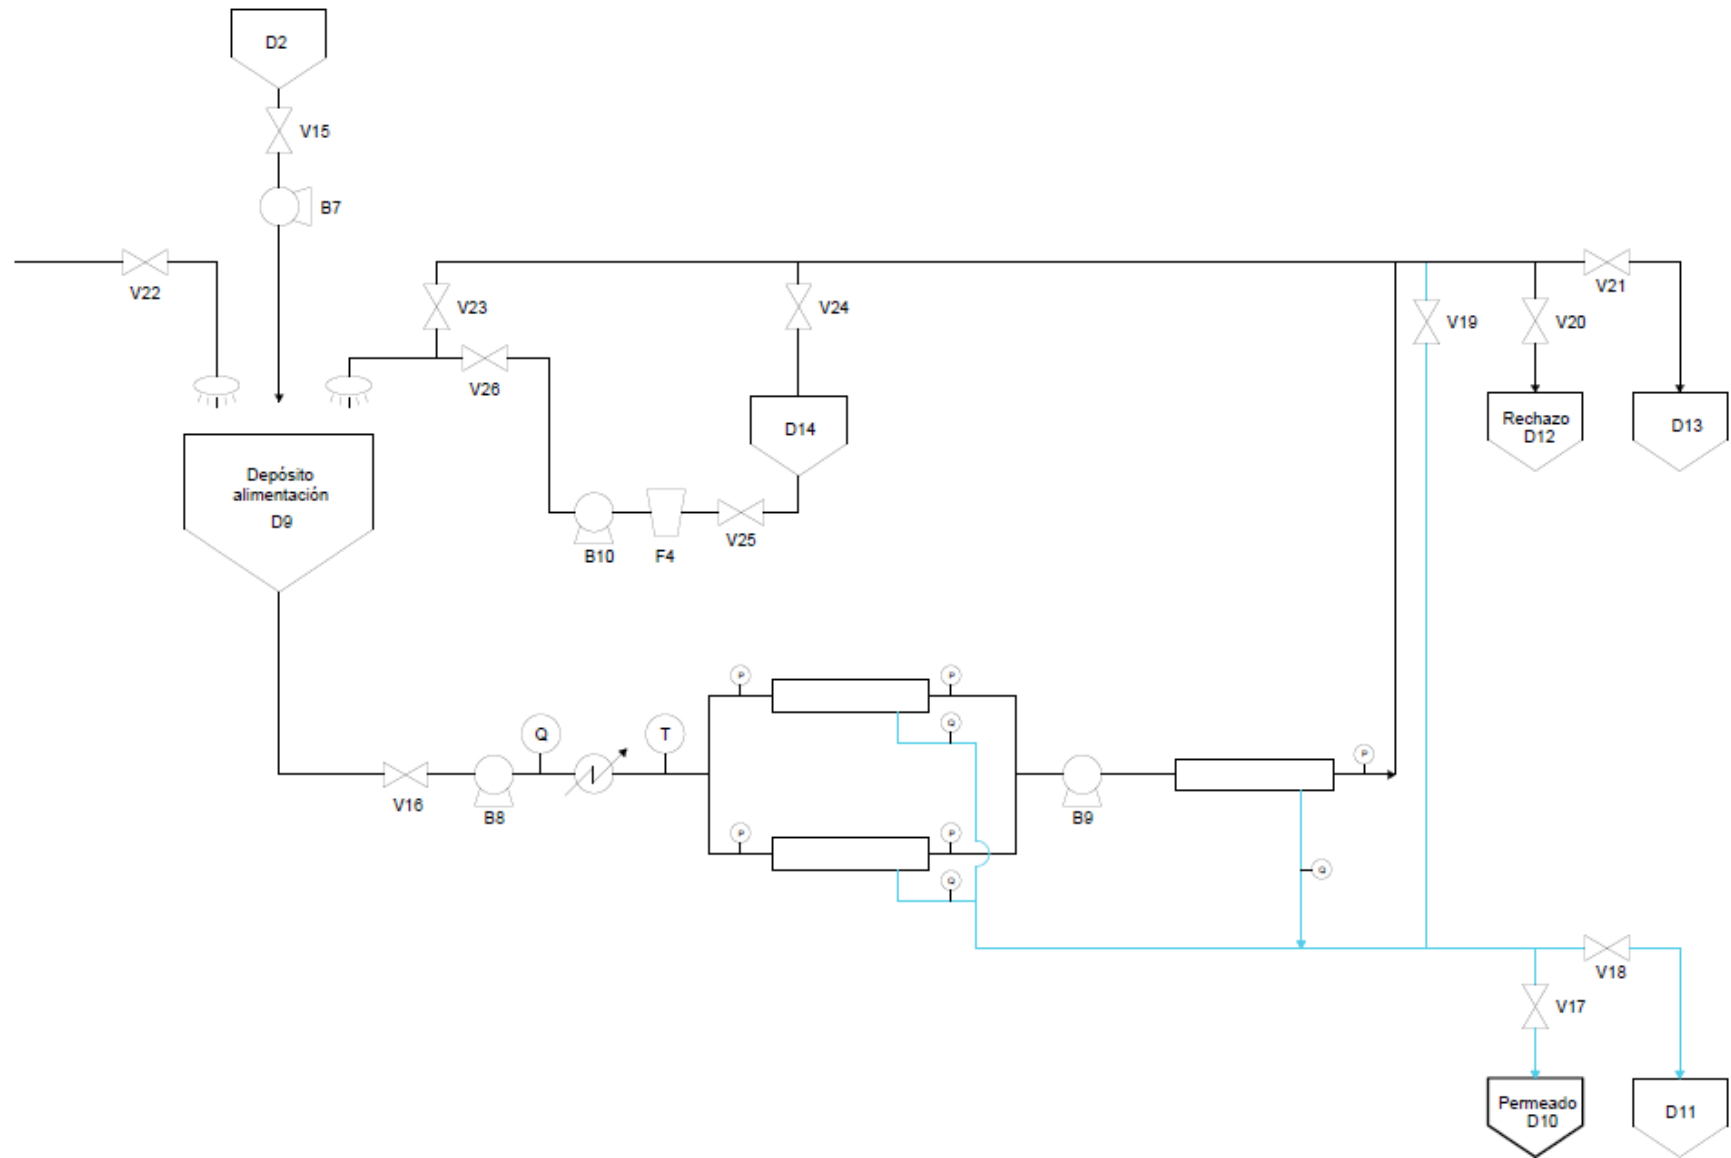 D2
V15
B7
V22
V23
V24
V19
V20
V21
V26
D14
Rechazo
D12
D13
Depósito
alimentación
D9
B10
F4
V25
P
P
Q
Q
T
P
V16
B8
B9
P
P
Q
Q
V18
V17
Permeado
D10
D11